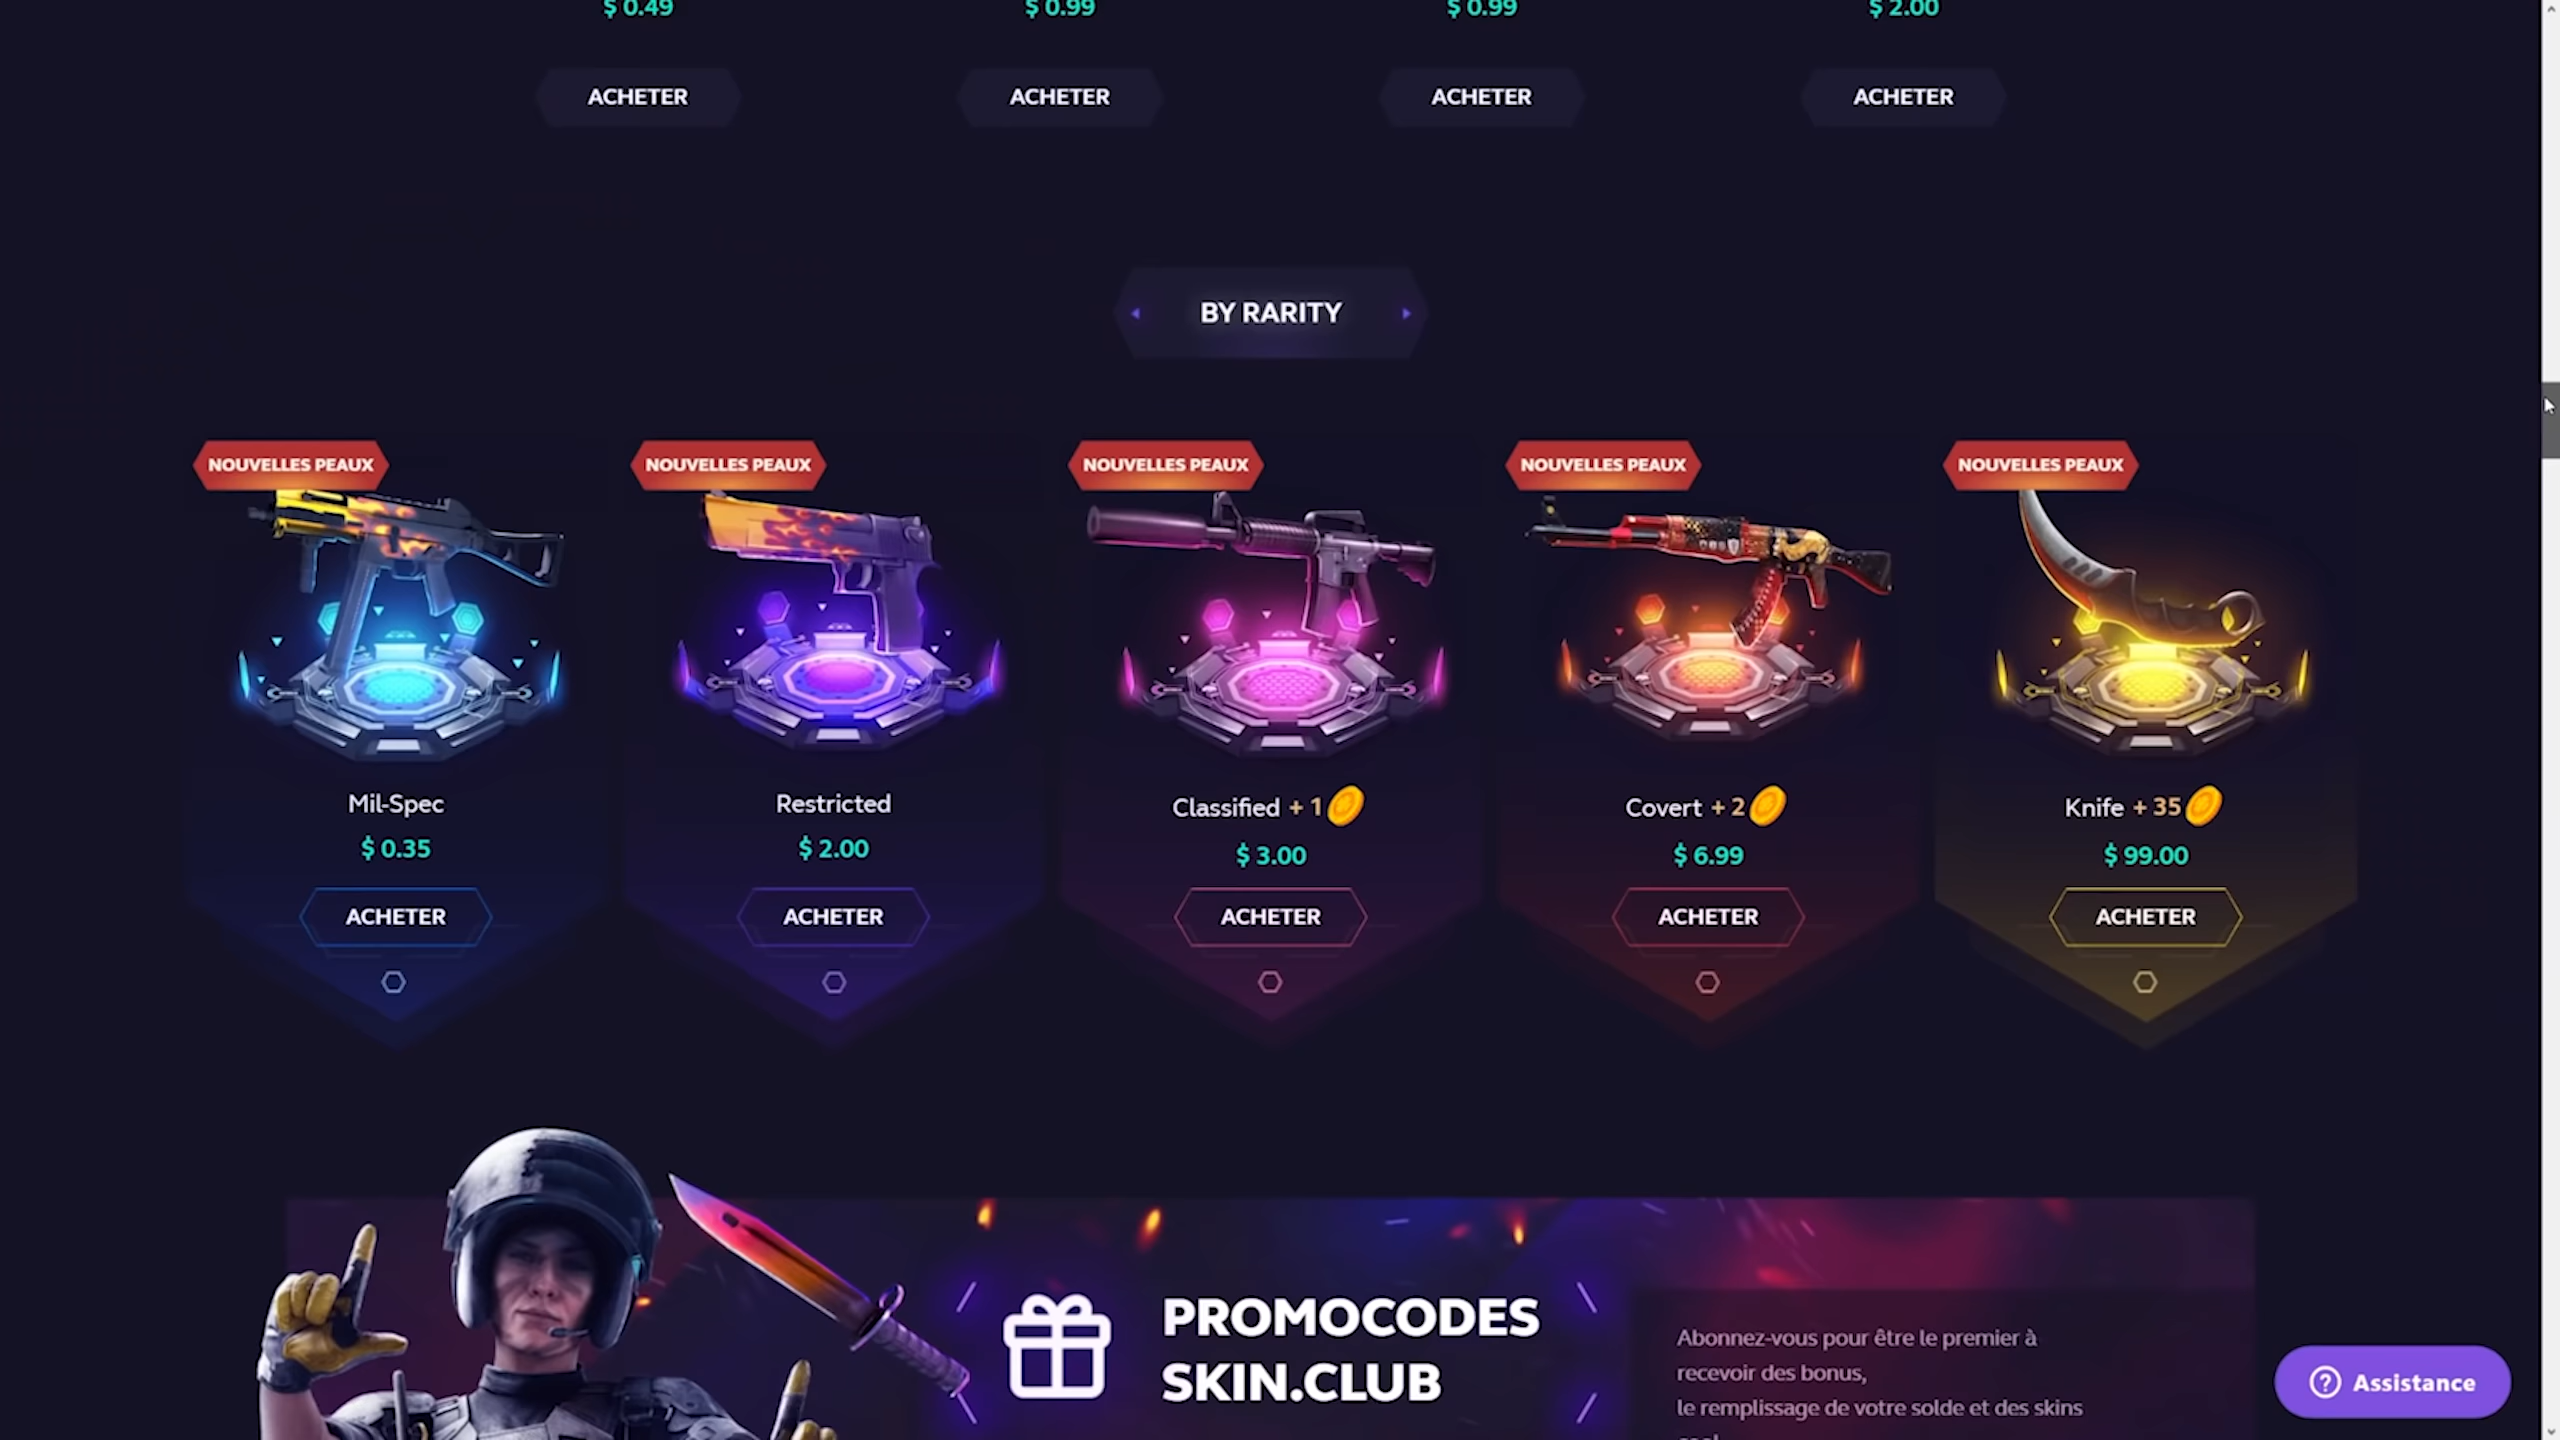 $ 0.49
$ 0.99
$ 0.99
$ 2.00
ACHETER
ACHETER
ACHETER
ACHETER
BY RARITY
NOUVELLES PEAUX
NOUVELLES PEAUX
NOUVELLES PEAUX
NOUVELLES PEAUX
NOUVELLES PEAUX
Mil-Spec
$ 0.35
ACHETER
Restricted
$ 2.00
ACHETER
Classified + 1
$ 3.00
ACHETER
Covert + 2
$ 6.99
ACHETER
Knife + 35
$ 99.00
ACHETER
PROMOCODES
SKIN.CLUB
Abonnez-vous pour être le premier à
recevoir des bonus,
le remplissage de votre solde et des skins
Assistance